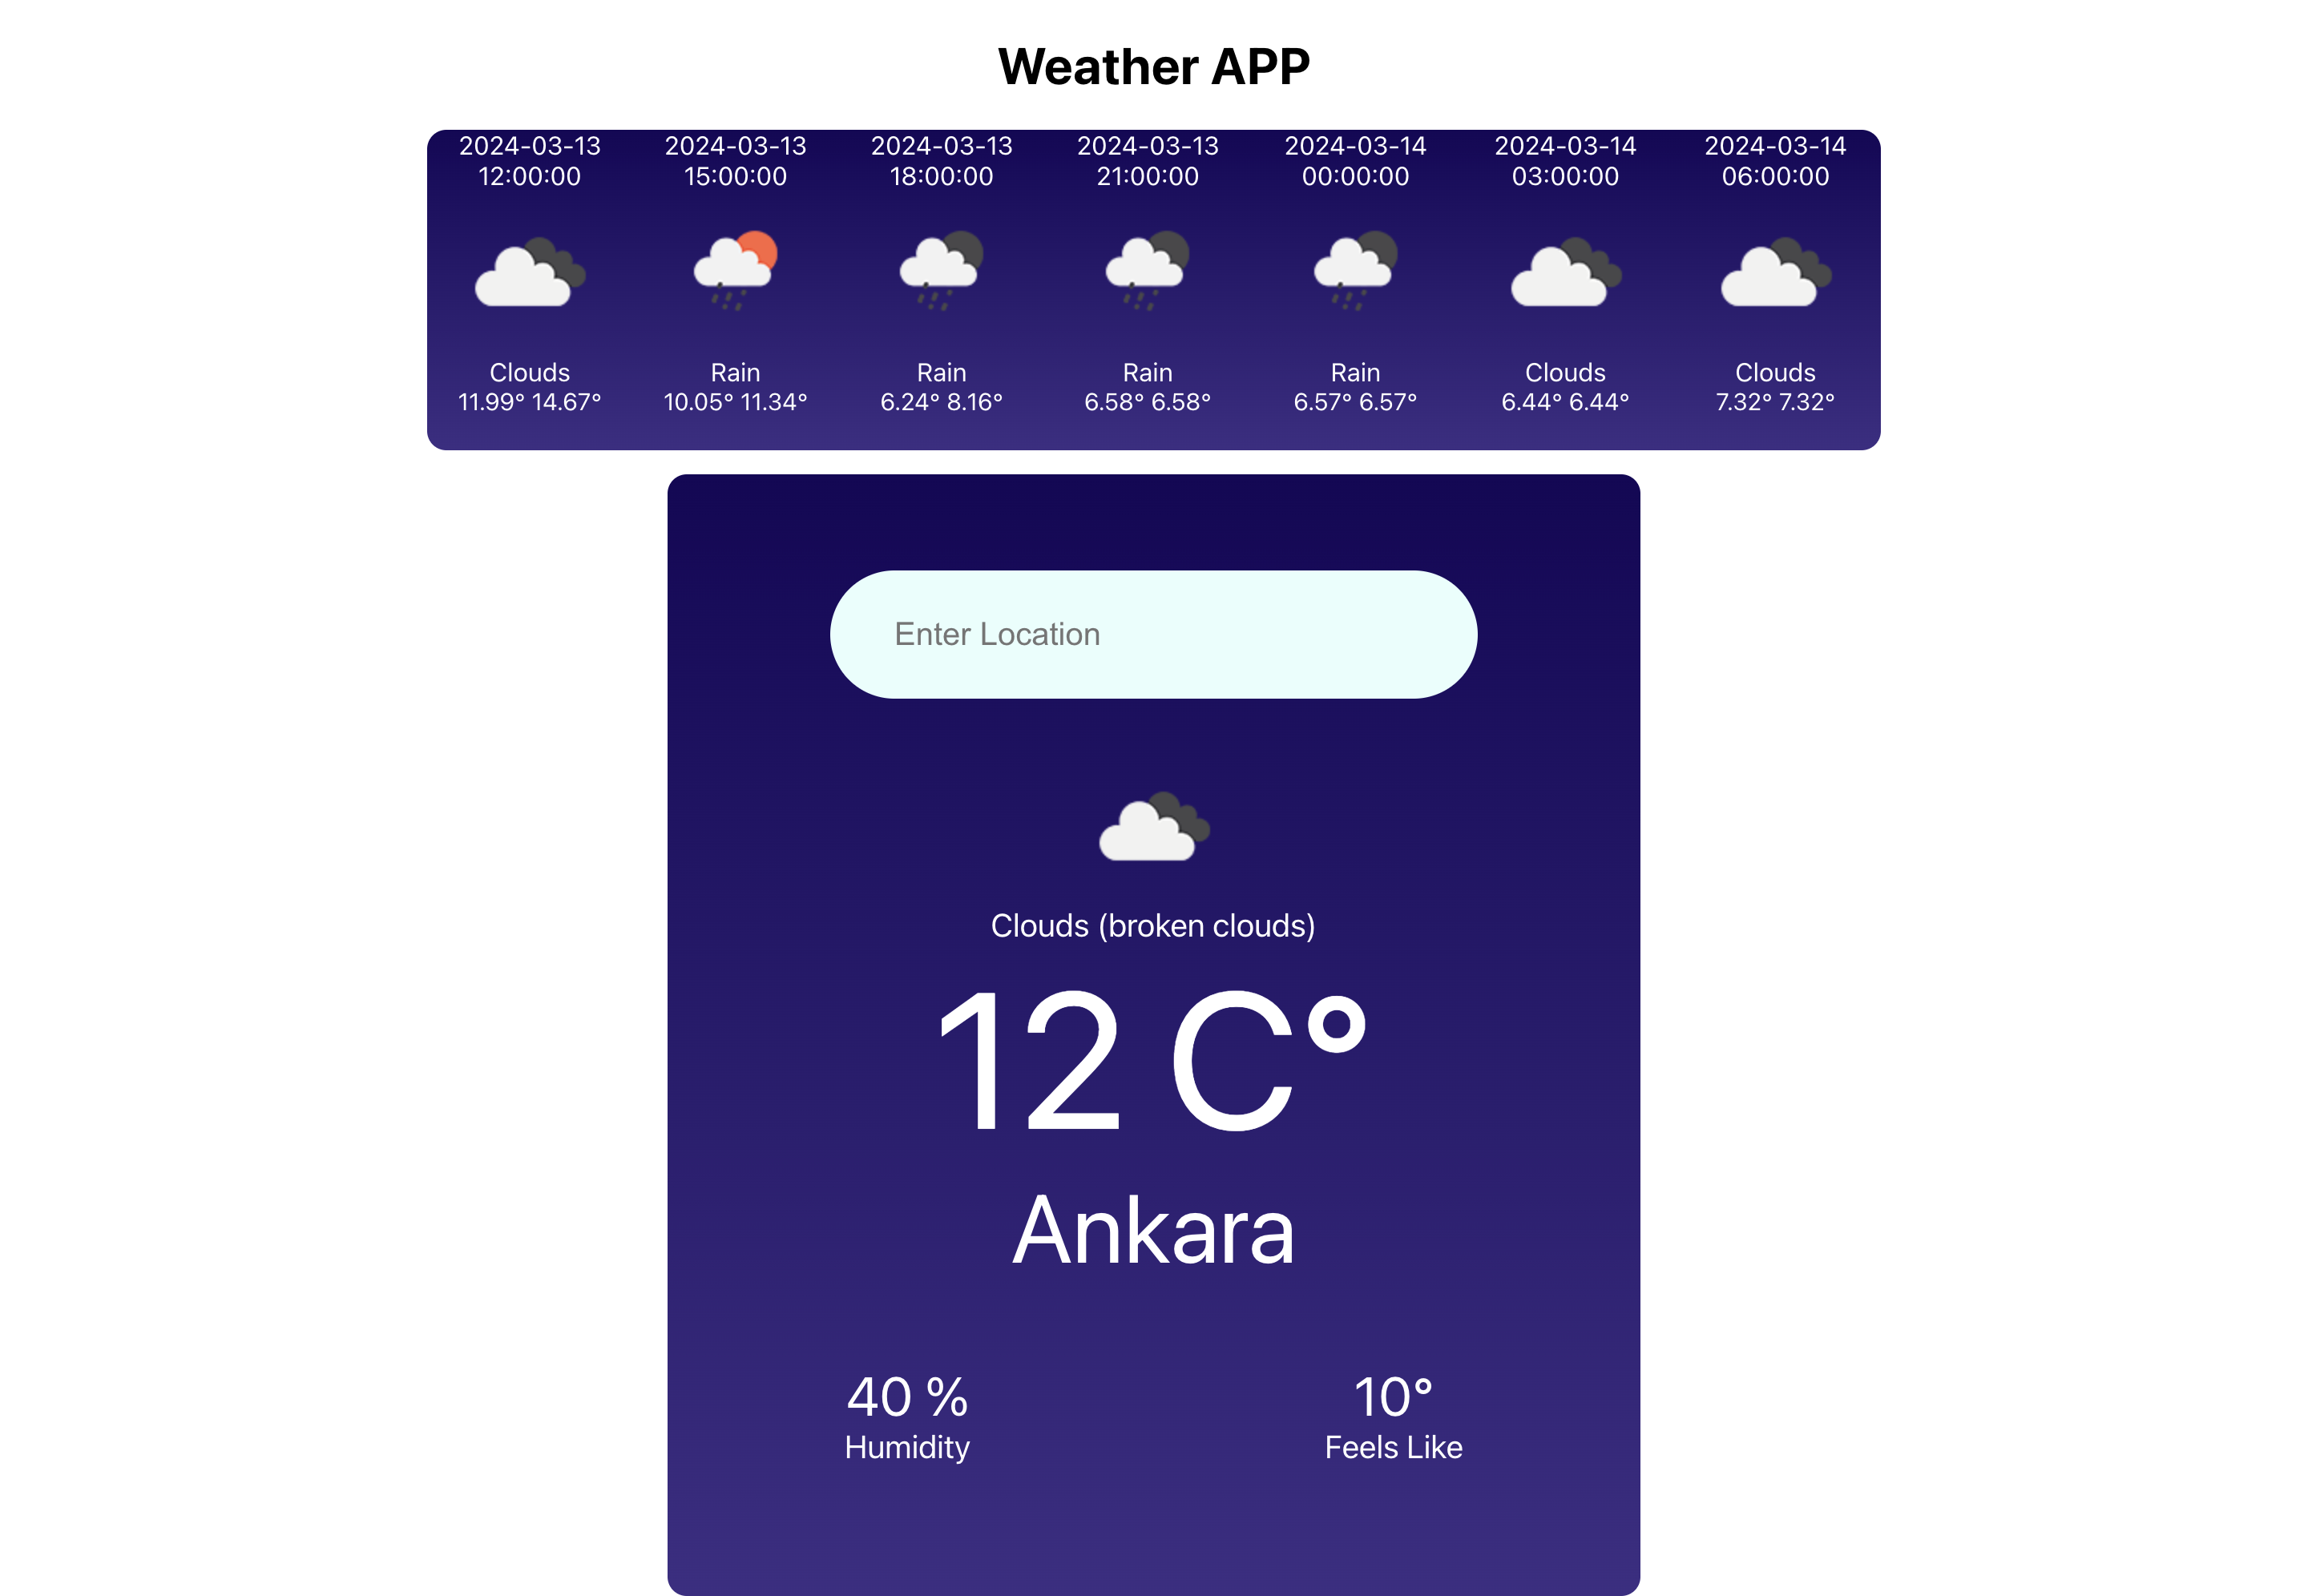 Weather APP
2024-03-13 2024-03-13 2024-03-13 2024-03-13 2024-03-14 2024-03-14 2024-03-14
12:00:00 15:00:00 18:00:00 21:00:00 00:00:00 03:00:00 06:00:00
Clouds Rain Rain Rain Rain Clouds Clouds
11.99° 14.67° 10.05° 11.34° 6.24° 8.16° 6.58° 6.58° 6.57° 6.57° 6.44° 6.44° 7.32° 7.32°
Enter Location
Clouds (broken clouds)
12 C°
Ankara
40 % 10°
Humidity Feels Like